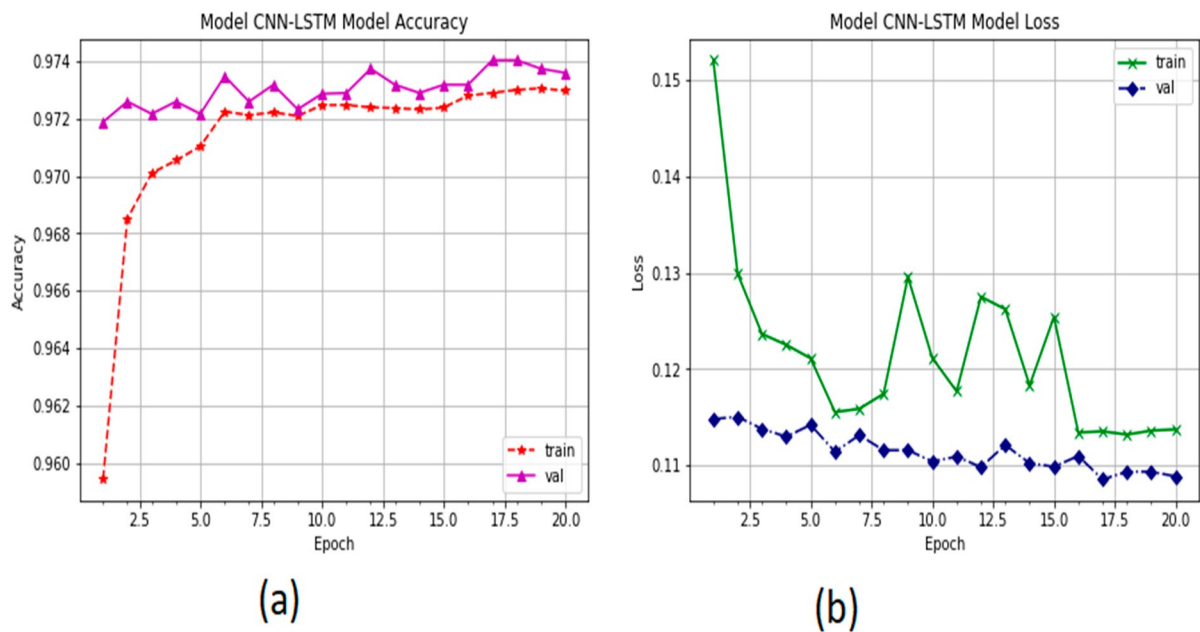 Model CNN-LSTM Model Accuracy
0.974
0.972
0.970
0.968
0.966
0.964
0.962
0.960
Accuracy
train
val
2.5 5.0 7.5 10.0 12.5 15.0 17.5 20.0
Epoch
(a)
Model CNN-LSTM Model Loss
0.15
0.14
0.13
0.12
0.11
Loss
train
val
2.5 5.0 7.5 10.0 12.5 15.0 17.5 20.0
Epoch
(b)